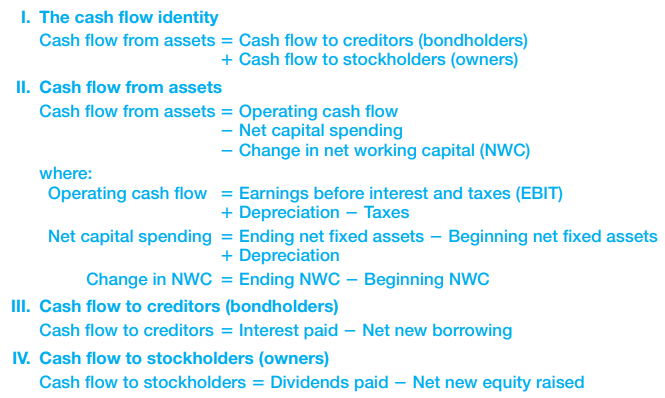 I. The cash flow identity
Cash flow from assets = Cash flow to creditors (bondholders)
+ Cash flow to stockholders (owners)
II. Cash flow from assets
Cash flow from assets = Operating cash flow
− Net capital spending
− Change in net working capital (NWC)
where:
Operating cash flow = Earnings before interest and taxes (EBIT)
+ Depreciation − Taxes
Net capital spending = Ending net fixed assets − Beginning net fixed assets
+ Depreciation
Change in NWC = Ending NWC − Beginning NWC
III. Cash flow to creditors (bondholders)
Cash flow to creditors = Interest paid − Net new borrowing
IV. Cash flow to stockholders (owners)
Cash flow to stockholders = Dividends paid − Net new equity raised